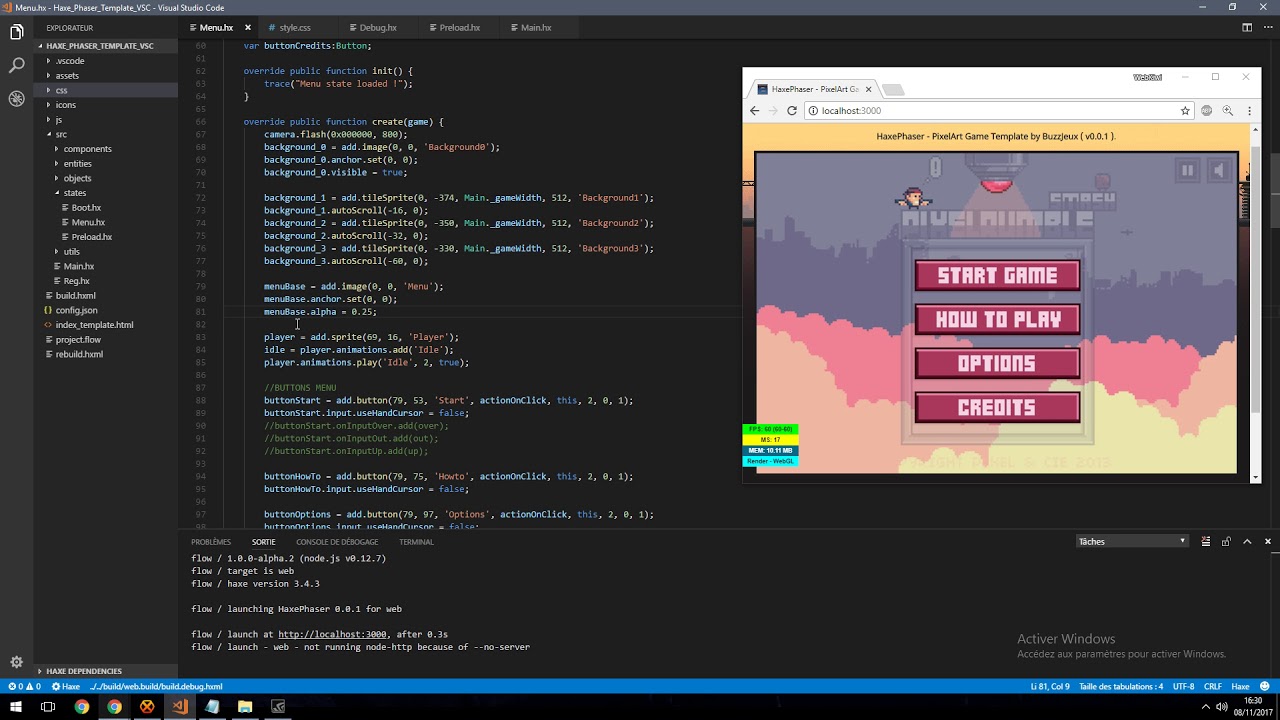 Menu.hx - Haxe_Phaser_Template_VSC - Visual Studio Code
EXPLORATEUR
HAXE_PHASER_TEMPLATE_VSC
.vscode
assets
css
icons
js
src
components
entities
objects
states
Boot.hx
Menu.hx
Preload.hx
utils
Main.hx
Reg.hx
build.hxml
config.json
index_template.html
project.flow
rebuild.hxml
HAXE DEPENDENCIES
Menu.hx
# style.css
Debug.hx
Preload.hx
Main.hx
60 var buttonCredits:Button;
61
62 override public function init() {
63 trace("Menu state loaded !");
64 }
65
66 override public function create(game) {
67 camera.flash(0x000000, 800);
68 background_0 = add.image(0, 0, 'Background0');
69 background_0.anchor.set(0, 0);
70 background_0.visible = true;
71
72 background_1 = add.tileSprite(0, -374, Main._gameWidth, 512, 'Background1');
73 background_1.autoScroll(-16, 0);
74 background_2 = add.tileSprite(0, -350, Main._gameWidth, 512, 'Background2');
75 background_2.autoScroll(-32, 0);
76 background_3 = add.tileSprite(0, -330, Main._gameWidth, 512, 'Background3');
77 background_3.autoScroll(-60, 0);
78
79 menuBase = add.image(0, 0, 'Menu');
80 menuBase.anchor.set(0, 0);
81 menuBase.alpha = 0.25;
82
83 player = add.sprite(69, 16, 'Player');
84 idle = player.animations.add('Idle');
85 player.animations.play('Idle', 2, true);
86
87 //BUTTONS MENU
88 buttonStart = add.button(79, 53, 'Start', actionOnClick, this, 2, 0, 1);
89 buttonStart.input.useHandCursor = false;
90 //buttonStart.onInputOver.add(over);
91 //buttonStart.onInputOut.add(out);
92 //buttonStart.onInputUp.add(up);
93
94 buttonHowTo = add.button(79, 75, 'Howto', actionOnClick, this, 2, 0, 1);
95 buttonHowTo.input.useHandCursor = false;
96
97 buttonOptions = add.button(79, 97, 'Options', actionOnClick, this, 2, 0, 1);
98 buttonOptions.input.useHandCursor = false;
WebKiwi
HaxePhaser - PixelArt Ga
localhost:3000
HaxePhaser - PixelArt Game Template by BuzzJeux ( v0.0.1 ).
START GAME
HOW TO PLAY
OPTIONS
CREDITS
FPS: 60 (60-60)
MS: 17
MEM: 10.11 MB
Render - WebGL
PROBLÈMES SORTIE CONSOLE DE DÉBOGAGE TERMINAL
Tâches
flow / 1.0.0-alpha.2 (node.js v0.12.7)
flow / target is web
flow / haxe version 3.4.3
flow / launching HaxePhaser 0.0.1 for web
flow / launch at http://localhost:3000, after 0.3s
flow / launch - web - not running node-http because of --no-server
Activer Windows
Accédez aux paramètres pour activer Windows.
0 0 Haxe ../../build/web.build/build.debug.hxml
Li 81, Col 9 Taille des tabulations : 4 UTF-8 CRLF Haxe
16:30
08/11/2017